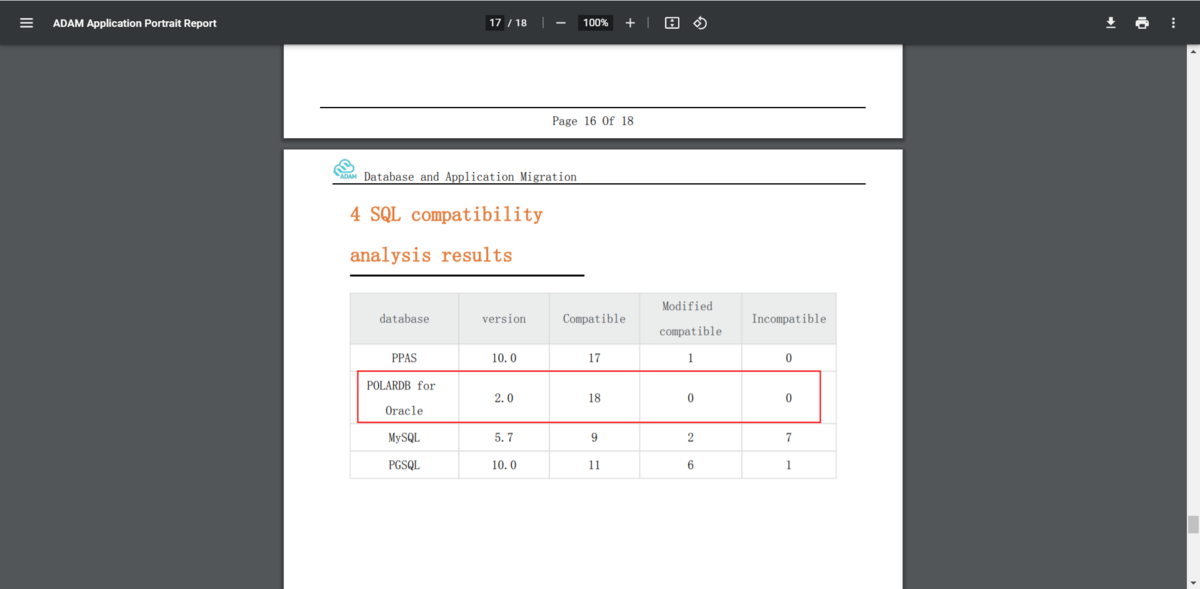 ADAM Application Portrait Report
17 / 18
100%
Page 16 Of 18
ADAM
Database and Application Migration
4 SQL compatibility
analysis results
database version Compatible Modified compatible Incompatible
PPAS 10.0 17 1 0
POLARDB for Oracle 2.0 18 0 0
MySQL 5.7 9 2 7
PGSQL 10.0 11 6 1